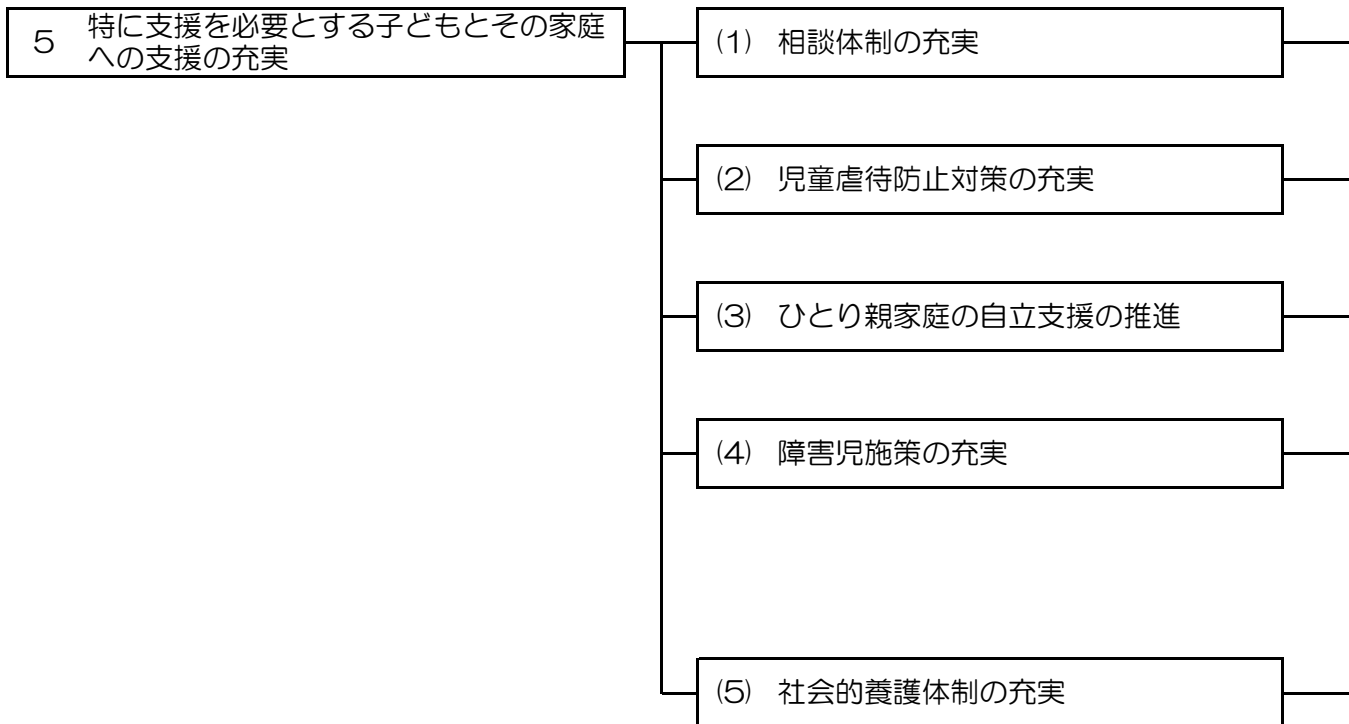 5 特に支援を必要とする子どもとその家庭
への支援の充実
(1) 相談体制の充実
(2) 児童虐待防止対策の充実
(3) ひとり親家庭の自立支援の推進
(4) 障害児施策の充実
(5) 社会的養護体制の充実